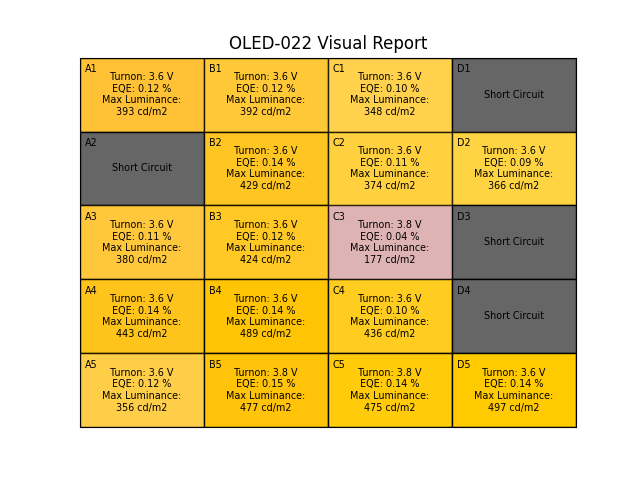 OLED-022 Visual Report
A1
Turnon: 3.6 V
EQE: 0.12 %
Max Luminance:
393 cd/m2
B1
Turnon: 3.6 V
EQE: 0.12 %
Max Luminance:
392 cd/m2
C1
Turnon: 3.6 V
EQE: 0.10 %
Max Luminance:
348 cd/m2
D1
Short Circuit
A2
Short Circuit
B2
Turnon: 3.6 V
EQE: 0.14 %
Max Luminance:
429 cd/m2
C2
Turnon: 3.6 V
EQE: 0.11 %
Max Luminance:
374 cd/m2
D2
Turnon: 3.6 V
EQE: 0.09 %
Max Luminance:
366 cd/m2
A3
Turnon: 3.6 V
EQE: 0.11 %
Max Luminance:
380 cd/m2
B3
Turnon: 3.6 V
EQE: 0.12 %
Max Luminance:
424 cd/m2
C3
Turnon: 3.8 V
EQE: 0.04 %
Max Luminance:
177 cd/m2
D3
Short Circuit
A4
Turnon: 3.6 V
EQE: 0.14 %
Max Luminance:
443 cd/m2
B4
Turnon: 3.6 V
EQE: 0.14 %
Max Luminance:
489 cd/m2
C4
Turnon: 3.6 V
EQE: 0.10 %
Max Luminance:
436 cd/m2
D4
Short Circuit
A5
Turnon: 3.6 V
EQE: 0.12 %
Max Luminance:
356 cd/m2
B5
Turnon: 3.8 V
EQE: 0.15 %
Max Luminance:
477 cd/m2
C5
Turnon: 3.8 V
EQE: 0.14 %
Max Luminance:
475 cd/m2
D5
Turnon: 3.6 V
EQE: 0.14 %
Max Luminance:
497 cd/m2